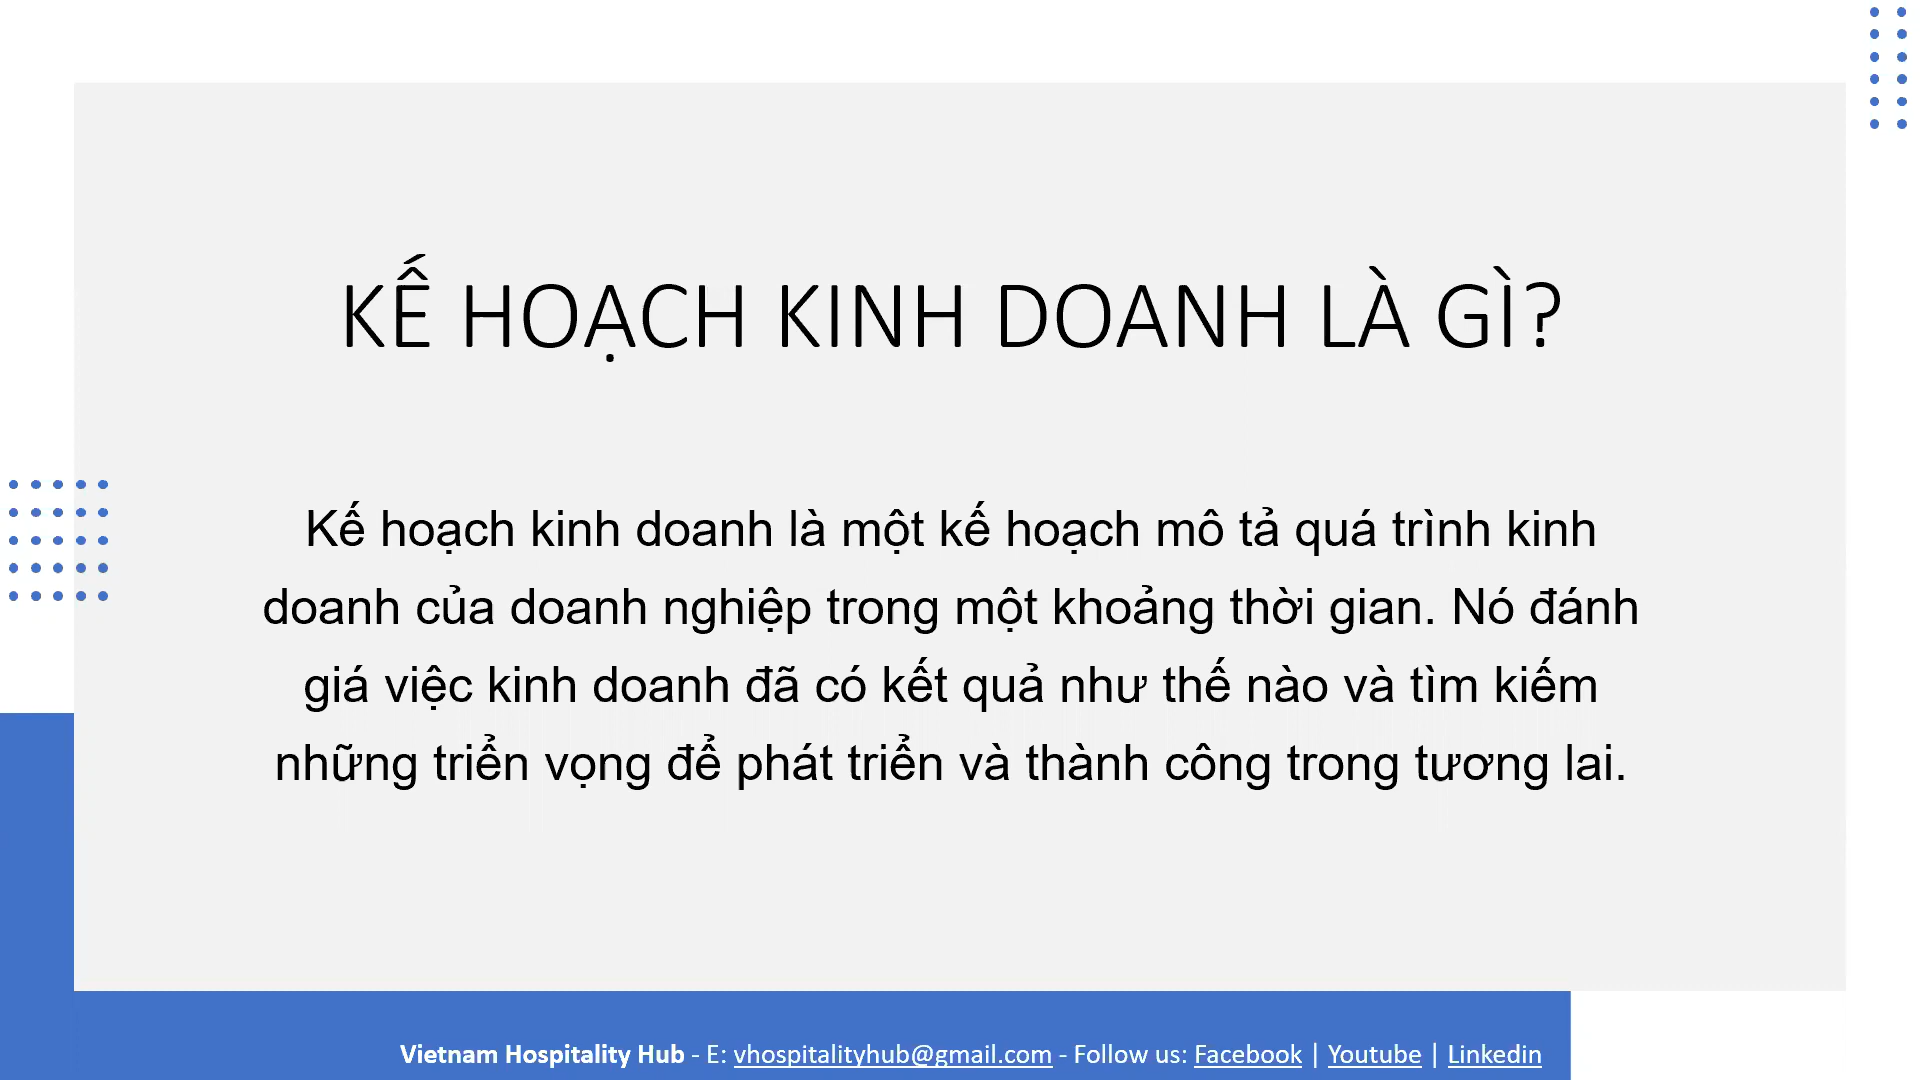 KẾ HOẠCH KINH DOANH LÀ GÌ?
Kế hoạch kinh doanh là một kế hoạch mô tả quá trình kinh
doanh của doanh nghiệp trong một khoảng thời gian. Nó đánh
giá việc kinh doanh đã có kết quả như thế nào và tìm kiếm
những triển vọng để phát triển và thành công trong tương lai.
Vietnam Hospitality Hub - E: vhospitalityhub@gmail.com - Follow us: Facebook | Youtube | Linkedin